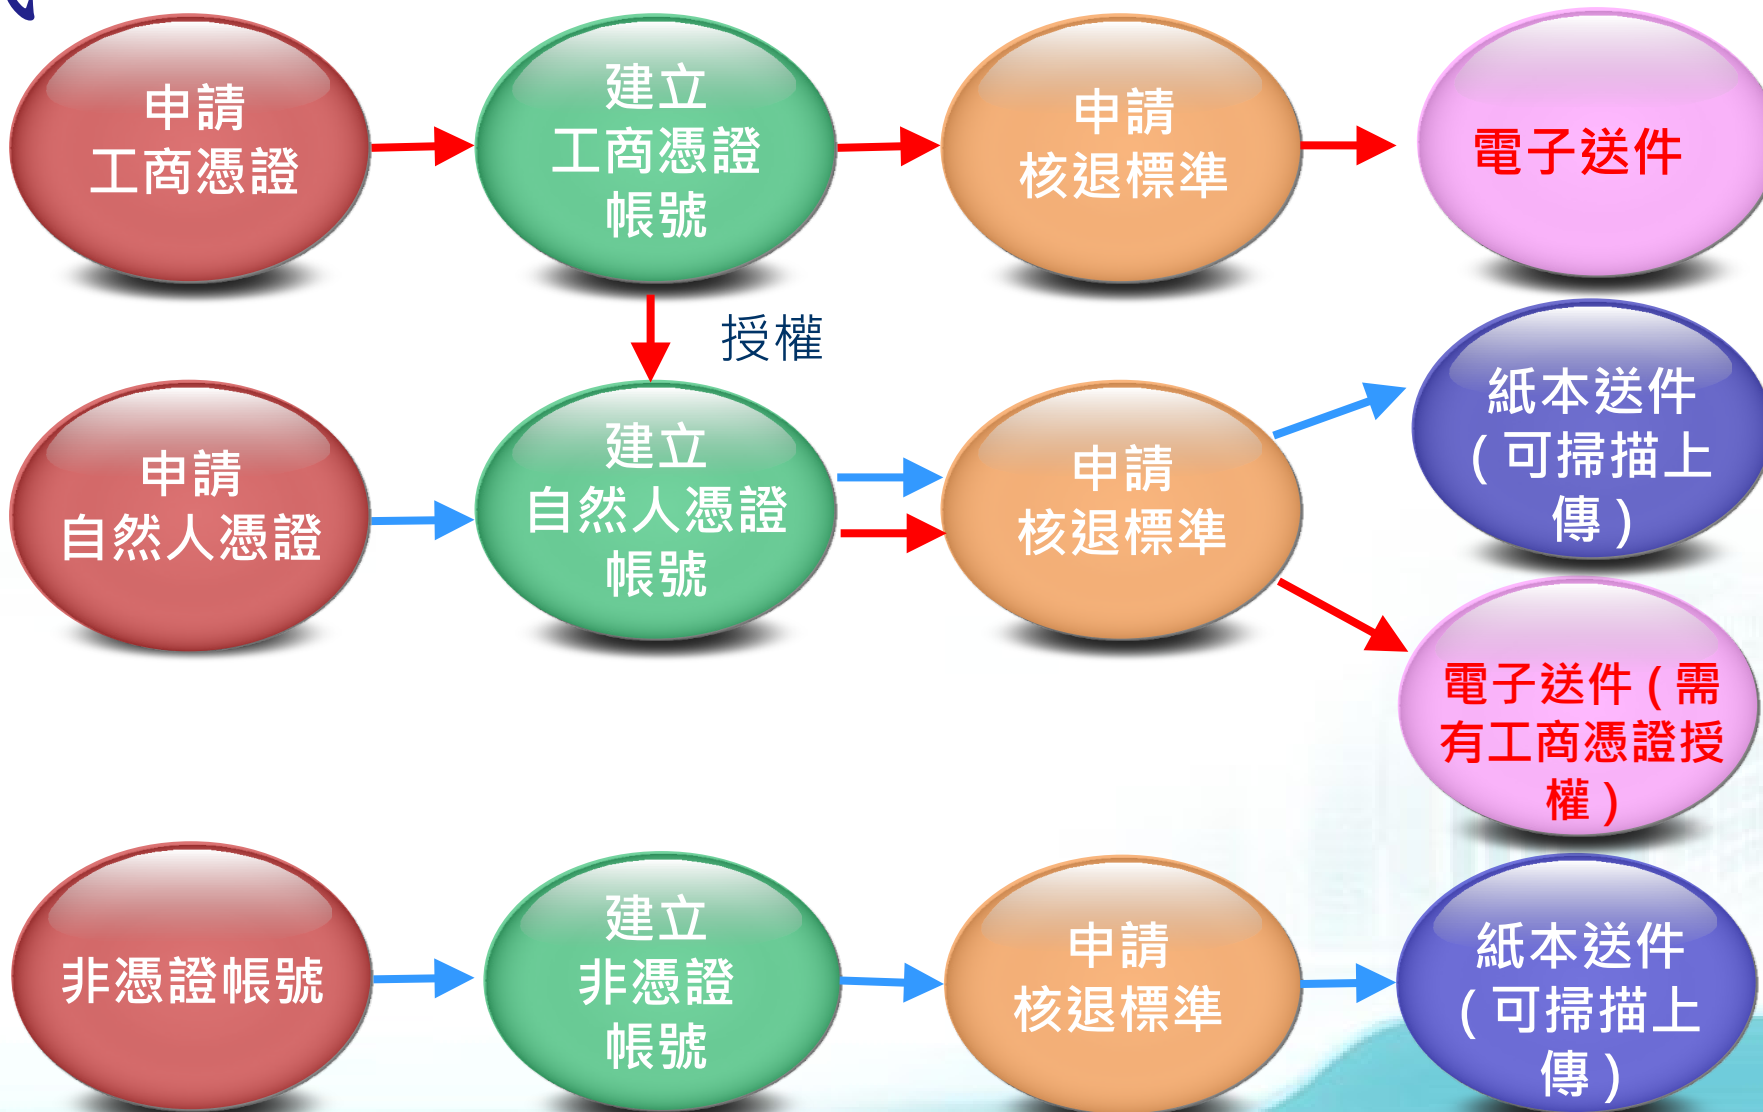 申請
工商憑證
建立
工商憑證
帳號
申請
核退標準
電子送件
授權
申請
自然人憑證
建立
自然人憑證
帳號
申請
核退標準
紙本送件
(可掃描上
傳)
電子送件(需
有工商憑證授
權)
非憑證帳號
建立
非憑證
帳號
申請
核退標準
紙本送件
(可掃描上
傳)